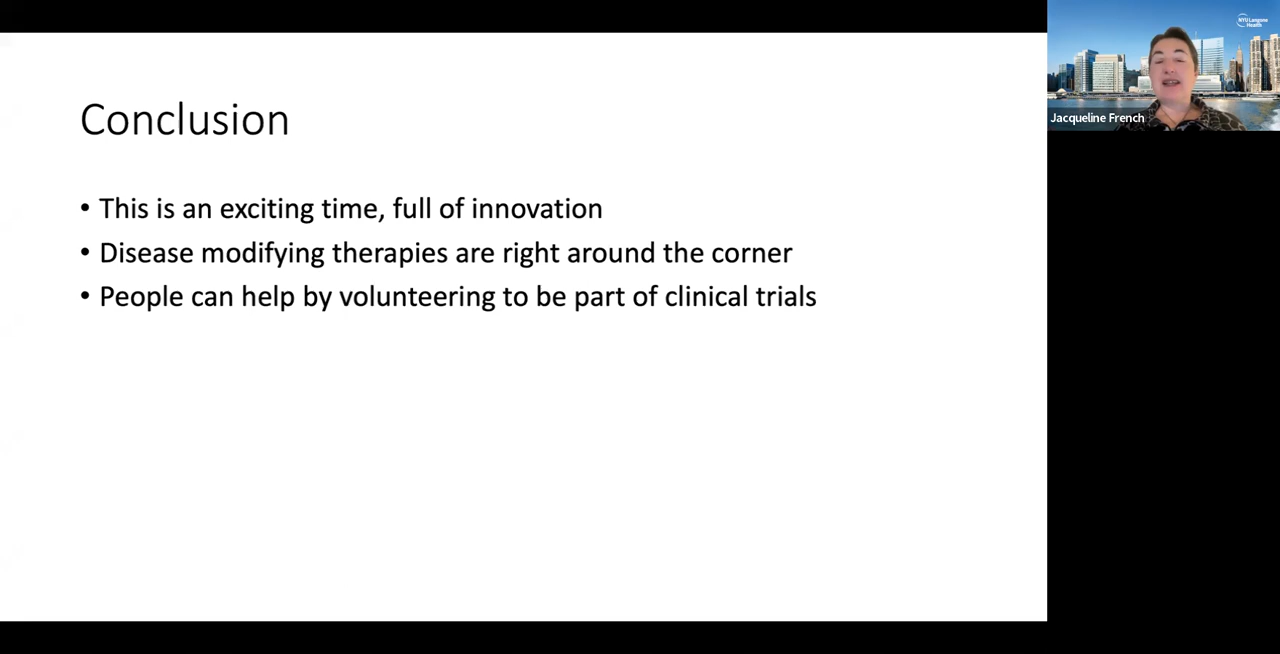 Conclusion
• This is an exciting time, full of innovation
• Disease modifying therapies are right around the corner
• People can help by volunteering to be part of clinical trials
NYU Langone
Health
Jacqueline French